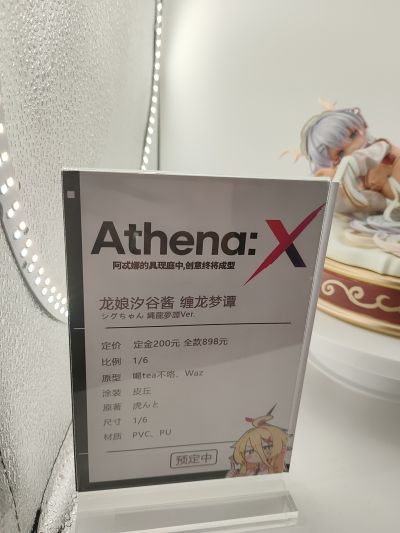 Athena:X
阿忒娜的具现庭中,创意终将成型
龙娘汐谷酱 缠龙梦谭
シグちゃん 縄龍夢譚Ver.
定价 定金200元 全款898元
比例 1/6
原型 喝tea不咯、Waz
涂装 皮丘
原著 虎んと
尺寸 1/6
材质 PVC、PU
预定中